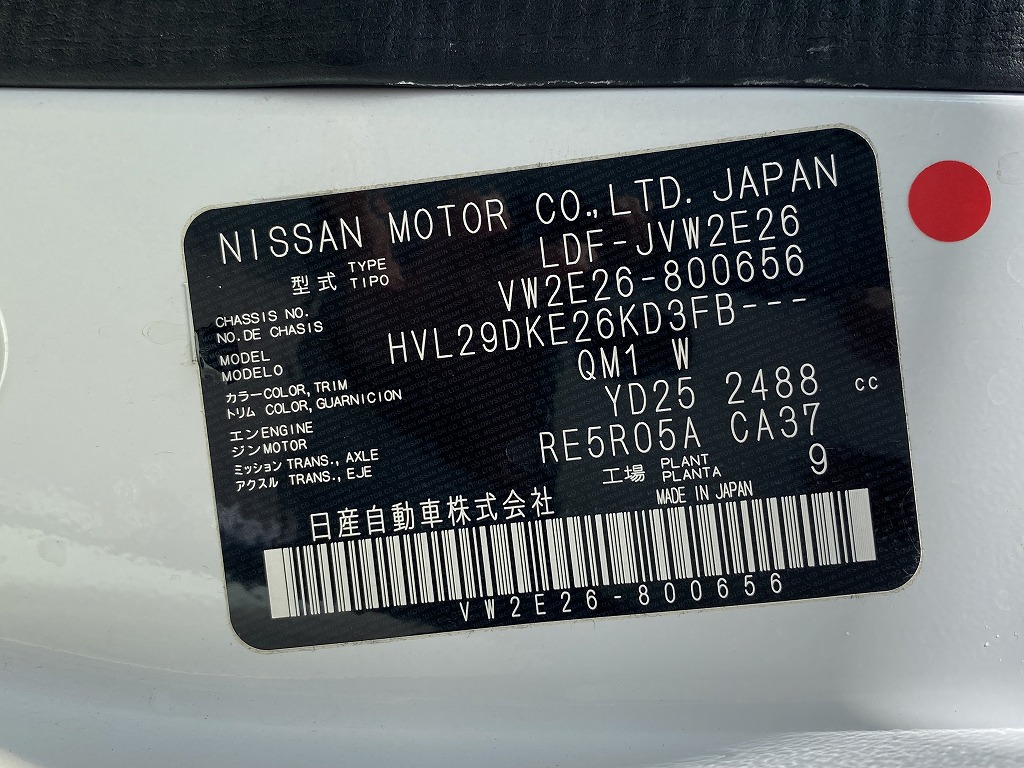 NISSAN MOTOR CO.,LTD. JAPAN
型式 TYPE TIPO LDF-JVW2E26
CHASSIS NO. NO.DE CHASIS VW2E26-800656
MODEL MODELO HVL29DKE26KD3FB---
カラー COLOR, TRIM トリム COLOR, GUARNICION QM1 W
エンジン ENGINE MOTOR YD25 2488 cc
ミッション TRANS., AXLE アクスル TRANS., EJE RE5R05A CA37
工場 PLANT PLANTA 9
日産自動車株式会社 MADE IN JAPAN
VW2E26-800656